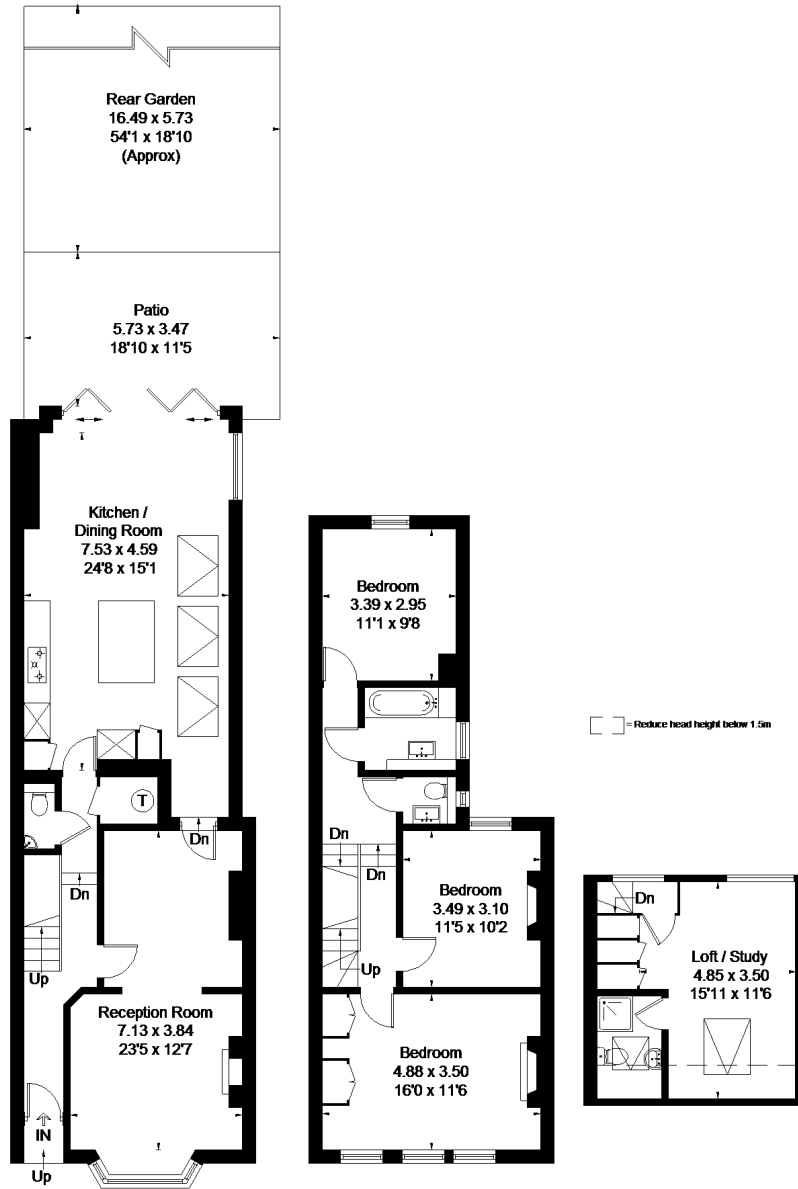 Rear Garden
16.49 x 5.73
54'1 x 18'10
(Approx)
Patio
5.73 x 3.47
18'10 x 11'5
Kitchen /
Dining Room
7.53 x 4.59
24'8 x 15'1
T
Dn
Dn
Up
Reception Room
7.13 x 3.84
23'5 x 12'7
IN
Up
Bedroom
3.39 x 2.95
11'1 x 9'8
Dn
Dn
Up
Bedroom
3.49 x 3.10
11'5 x 10'2
Bedroom
4.88 x 3.50
16'0 x 11'6
= Reduce head height below 1.5m
Dn
Loft / Study
4.85 x 3.50
15'11 x 11'6